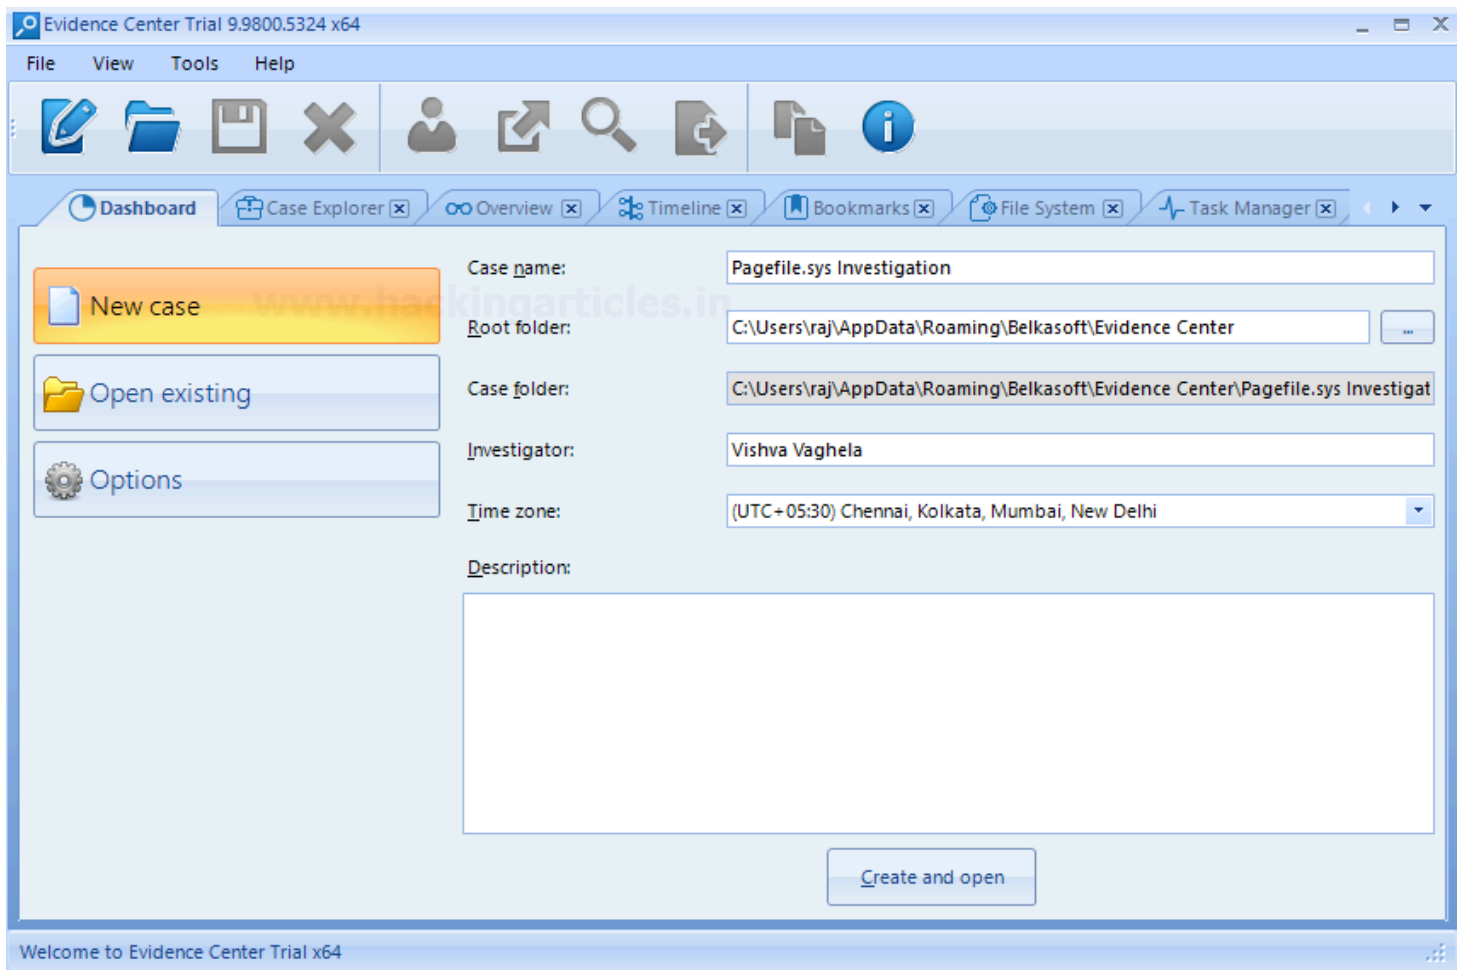 Evidence Center Trial 9.9800.5324 x64
File View Tools Help
Dashboard Case Explorer Overview Timeline Bookmarks File System Task Manager
New case
Open existing
Options
www.hackingarticles.in
Case name: Pagefile.sys Investigation
Root folder: C:\Users\raj\AppData\Roaming\Belkasoft\Evidence Center ...
Case folder: C:\Users\raj\AppData\Roaming\Belkasoft\Evidence Center\Pagefile.sys Investigat
Investigator: Vishva Vaghela
Time zone: (UTC+05:30) Chennai, Kolkata, Mumbai, New Delhi
Description:
Create and open
Welcome to Evidence Center Trial x64